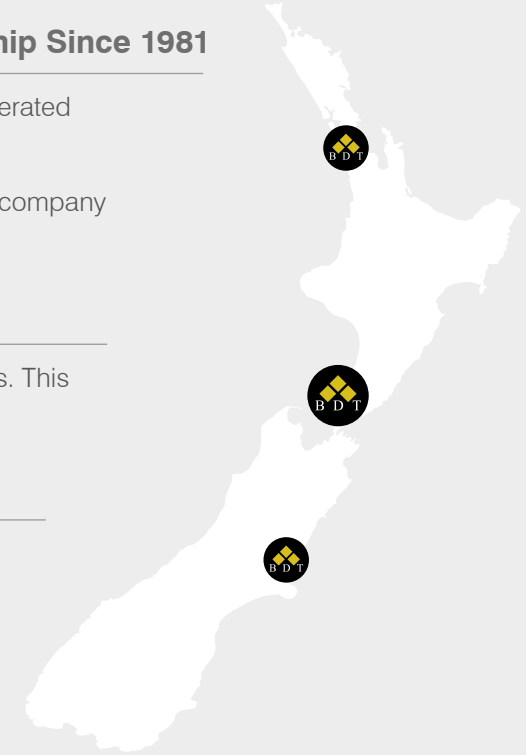 hip Since 1981
erated
company
s. This
B D T
B D T
B D T